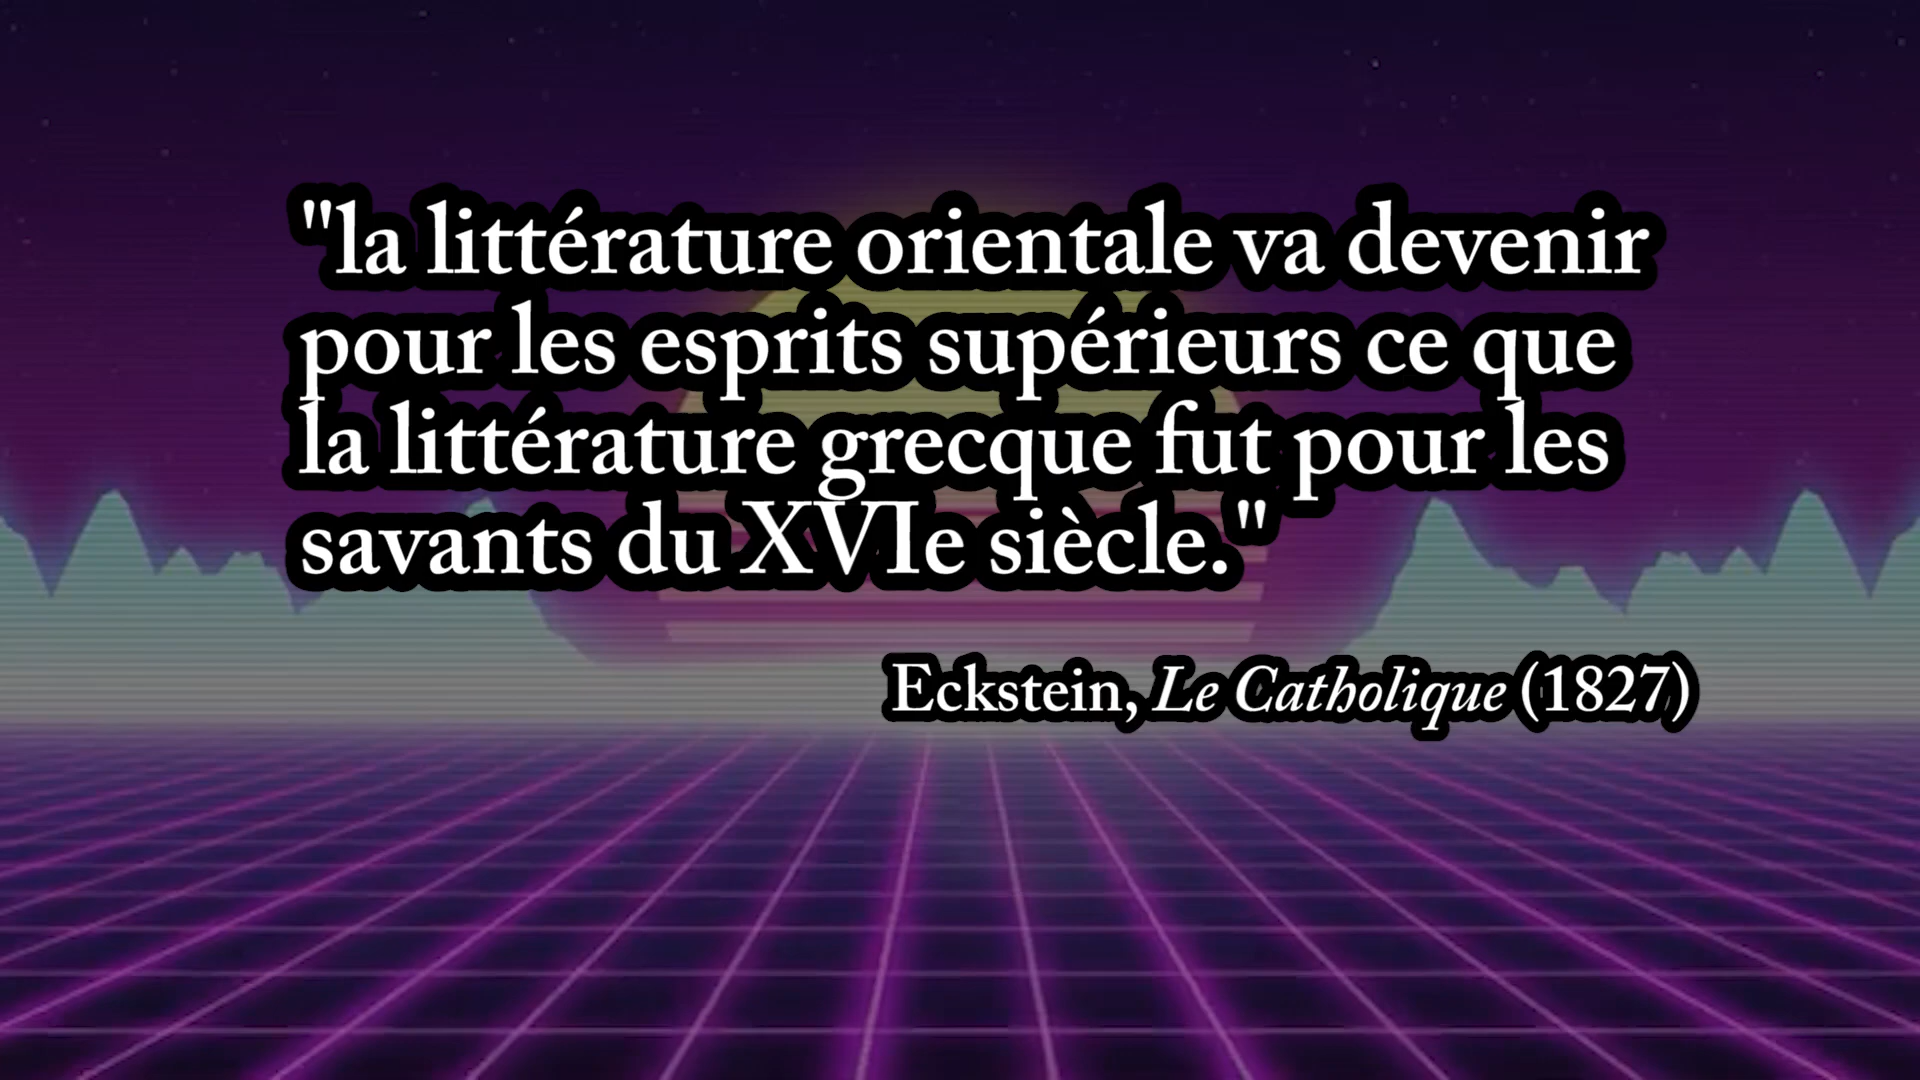 "la littérature orientale va devenir
pour les esprits supérieurs ce que
la littérature grecque fut pour les
savants du XVIe siècle."
Eckstein, Le Catholique (1827)